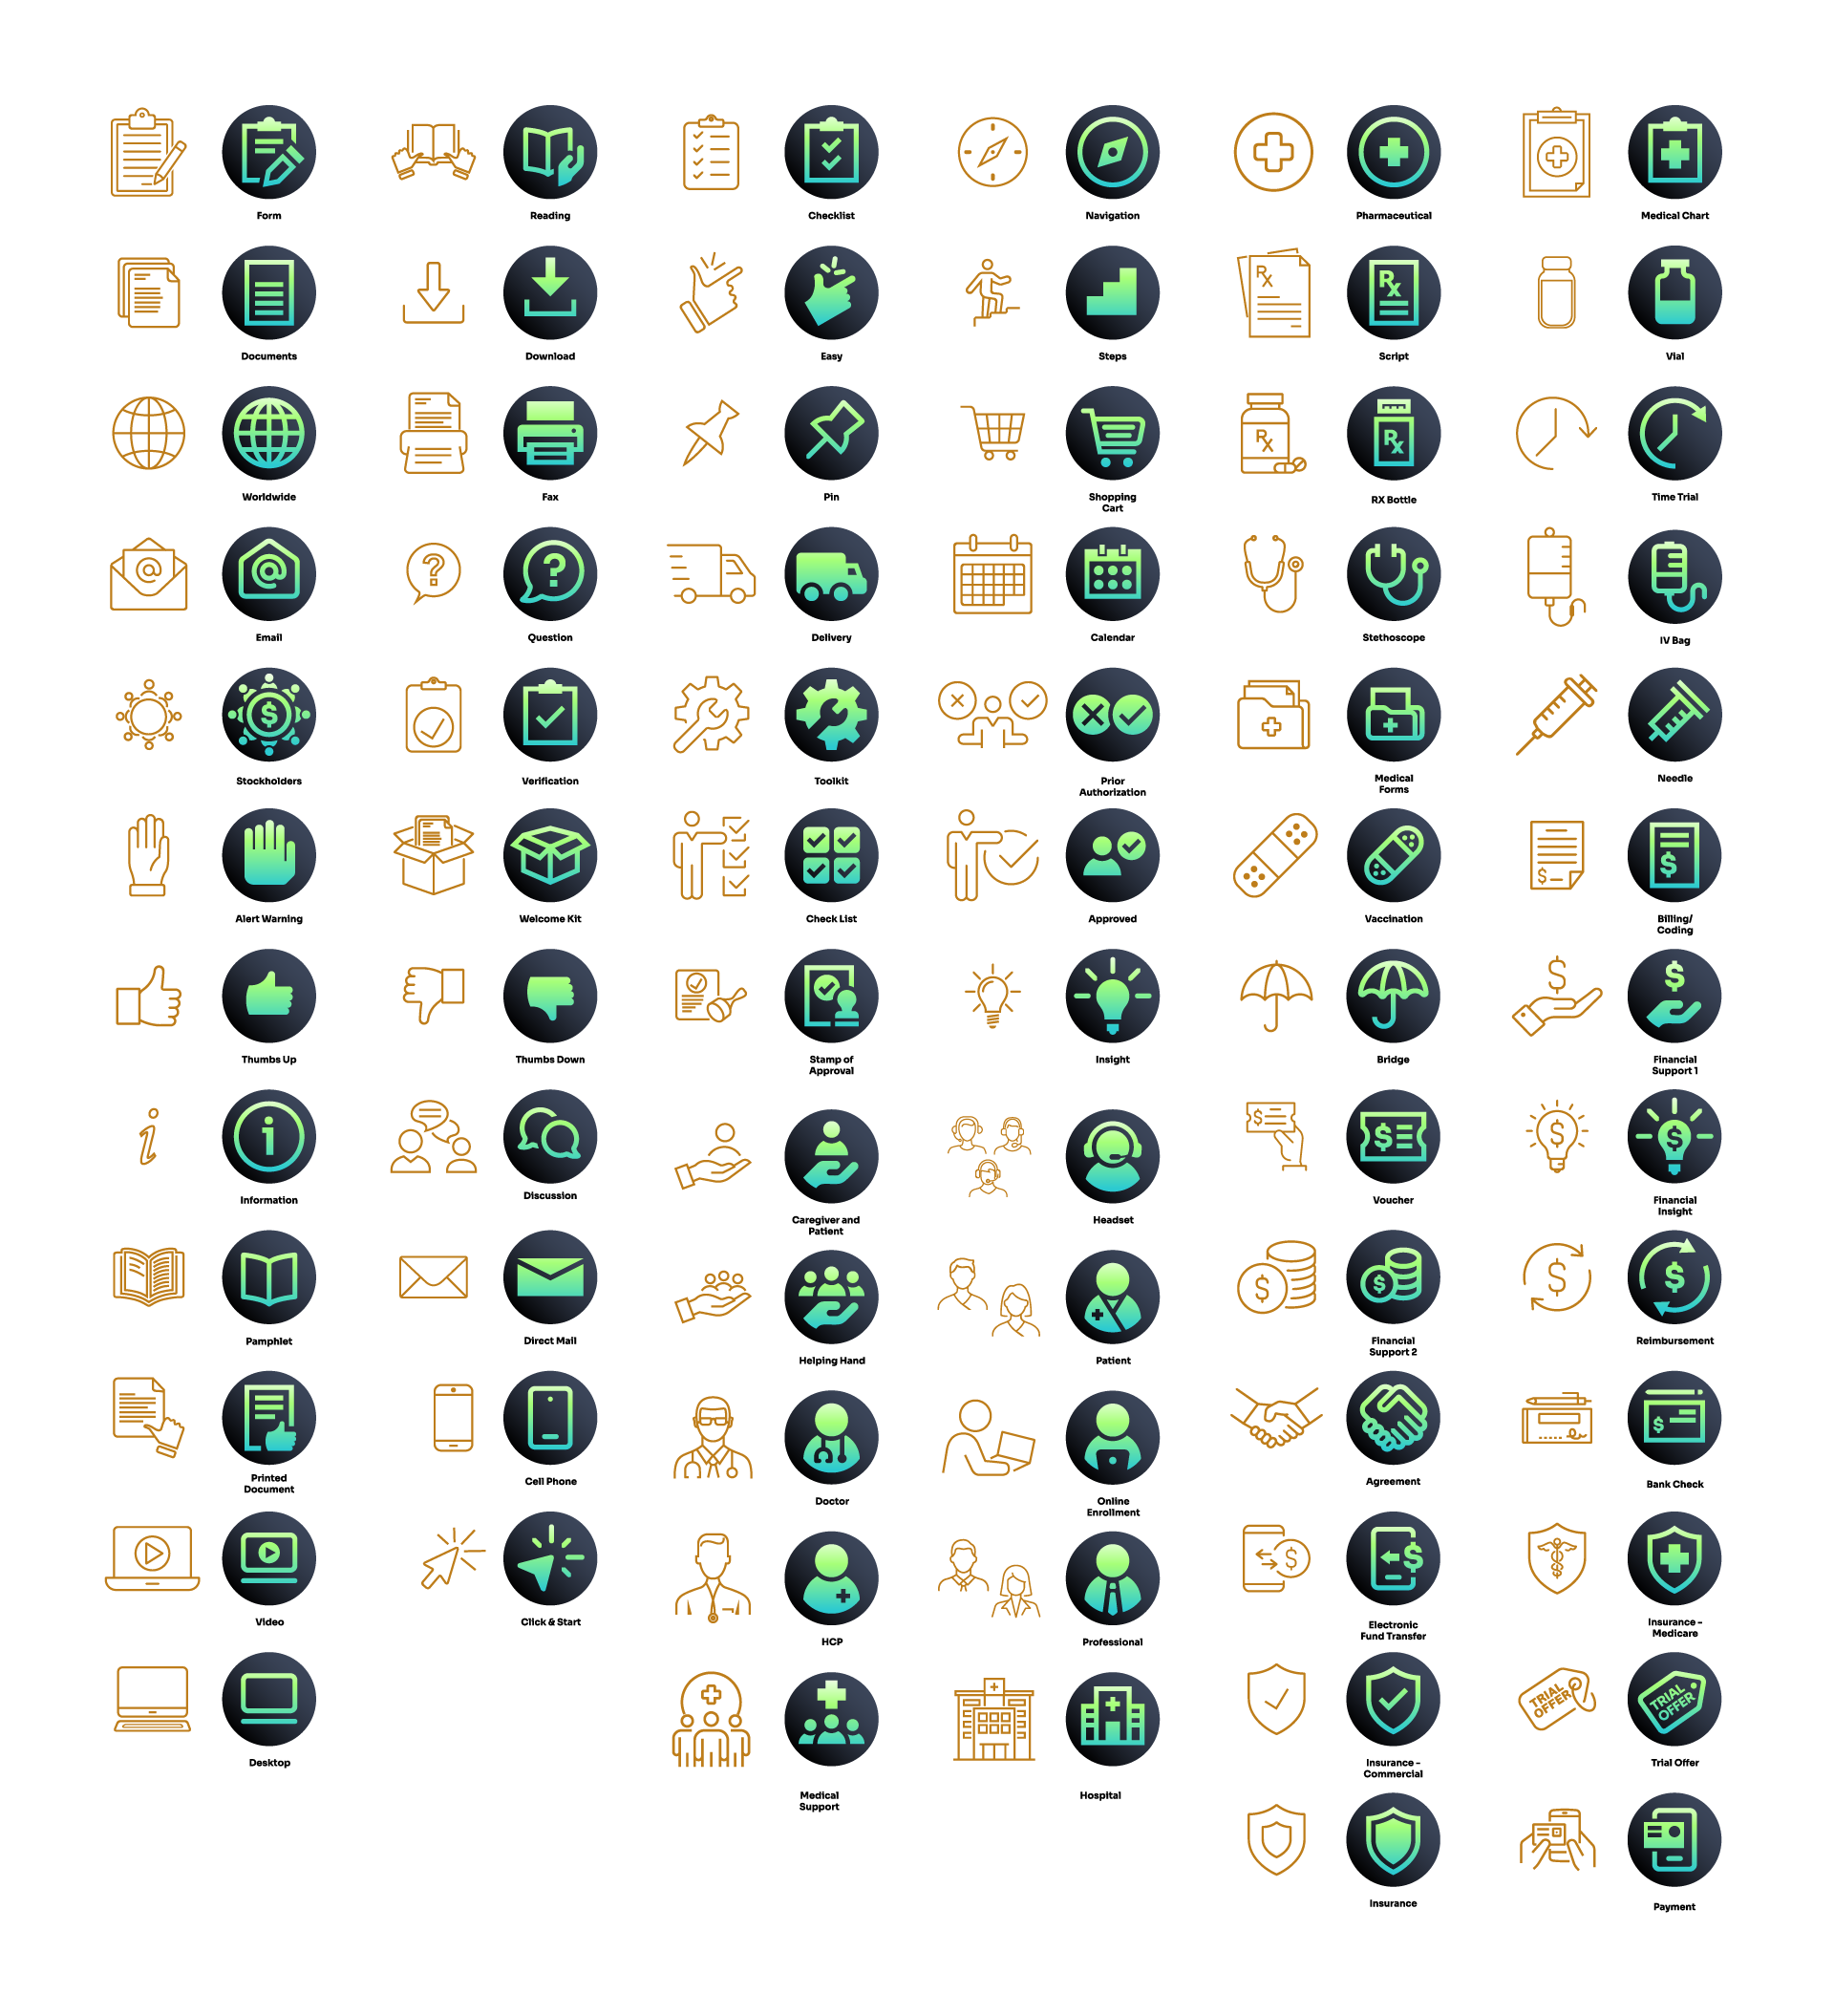 Form
Reading
Checklist
Navigation
Pharmaceutical
Medical Chart
Rx
Rx
Documents
Download
Easy
Steps
Script
Vial
Rx
Rx
Worldwide
Fax
Pin
Shopping
Cart
RX Bottle
Time Trial
@
@
?
?
Email
Question
Delivery
Calendar
Stethoscope
IV Bag
$
Stockholders
Verification
Toolkit
Prior
Authorization
Medical
Forms
Needle
$
$
Alert Warning
Welcome Kit
Check List
Approved
Vaccination
Billing/
Coding
$
$
Thumbs Up
Thumbs Down
Stamp of
Approval
Insight
Bridge
Financial
Support 1
i
i
$
$
$
$
Information
Discussion
Caregiver and
Patient
Headset
Voucher
Financial
Insight
$
$
$
$
Pamphlet
Direct Mail
Helping Hand
Patient
Financial
Support 2
Reimbursement
$
Printed
Document
Cell Phone
Doctor
Online
Enrollment
Agreement
Bank Check
$
$
Video
Click & Start
HCP
Professional
Electronic
Fund Transfer
Insurance -
Medicare
TRIAL
OFFER
TRIAL
OFFER
Desktop
Medical
Support
Hospital
Insurance -
Commercial
Trial Offer
Insurance
Payment